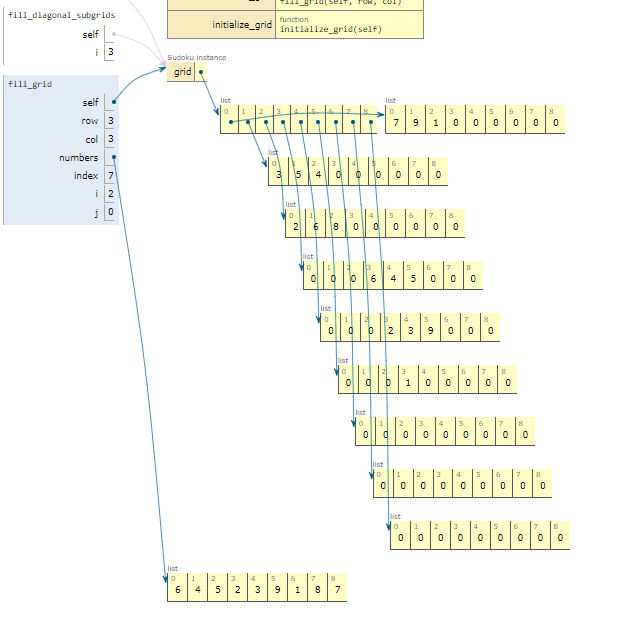 fill_grid(self, row, col)
initialize_grid function
initialize_grid(self)
fill_diagonal_subgrids
self
i 3
Sudoku instance
grid
fill_grid
self
row 3
col 3
numbers
index 7
i 2
j 0
list
0 1 2 3 4 5 6 7 8
list
0 1 2 3 4 5 6 7 8
7 9 1 0 0 0 0 0 0
list
0 1 2 3 4 5 6 7 8
3 5 4 0 0 0 0 0 0
list
0 1 2 3 4 5 6 7 8
2 6 8 0 0 0 0 0 0
list
0 1 2 3 4 5 6 7 8
0 0 0 6 4 5 0 0 0
list
0 1 2 3 4 5 6 7 8
0 0 0 2 3 9 0 0 0
list
0 1 2 3 4 5 6 7 8
0 0 0 1 0 0 0 0 0
list
0 1 2 3 4 5 6 7 8
0 0 0 0 0 0 0 0 0
list
0 1 2 3 4 5 6 7 8
0 0 0 0 0 0 0 0 0
list
0 1 2 3 4 5 6 7 8
0 0 0 0 0 0 0 0 0
list
0 1 2 3 4 5 6 7 8
6 4 5 2 3 9 1 8 7